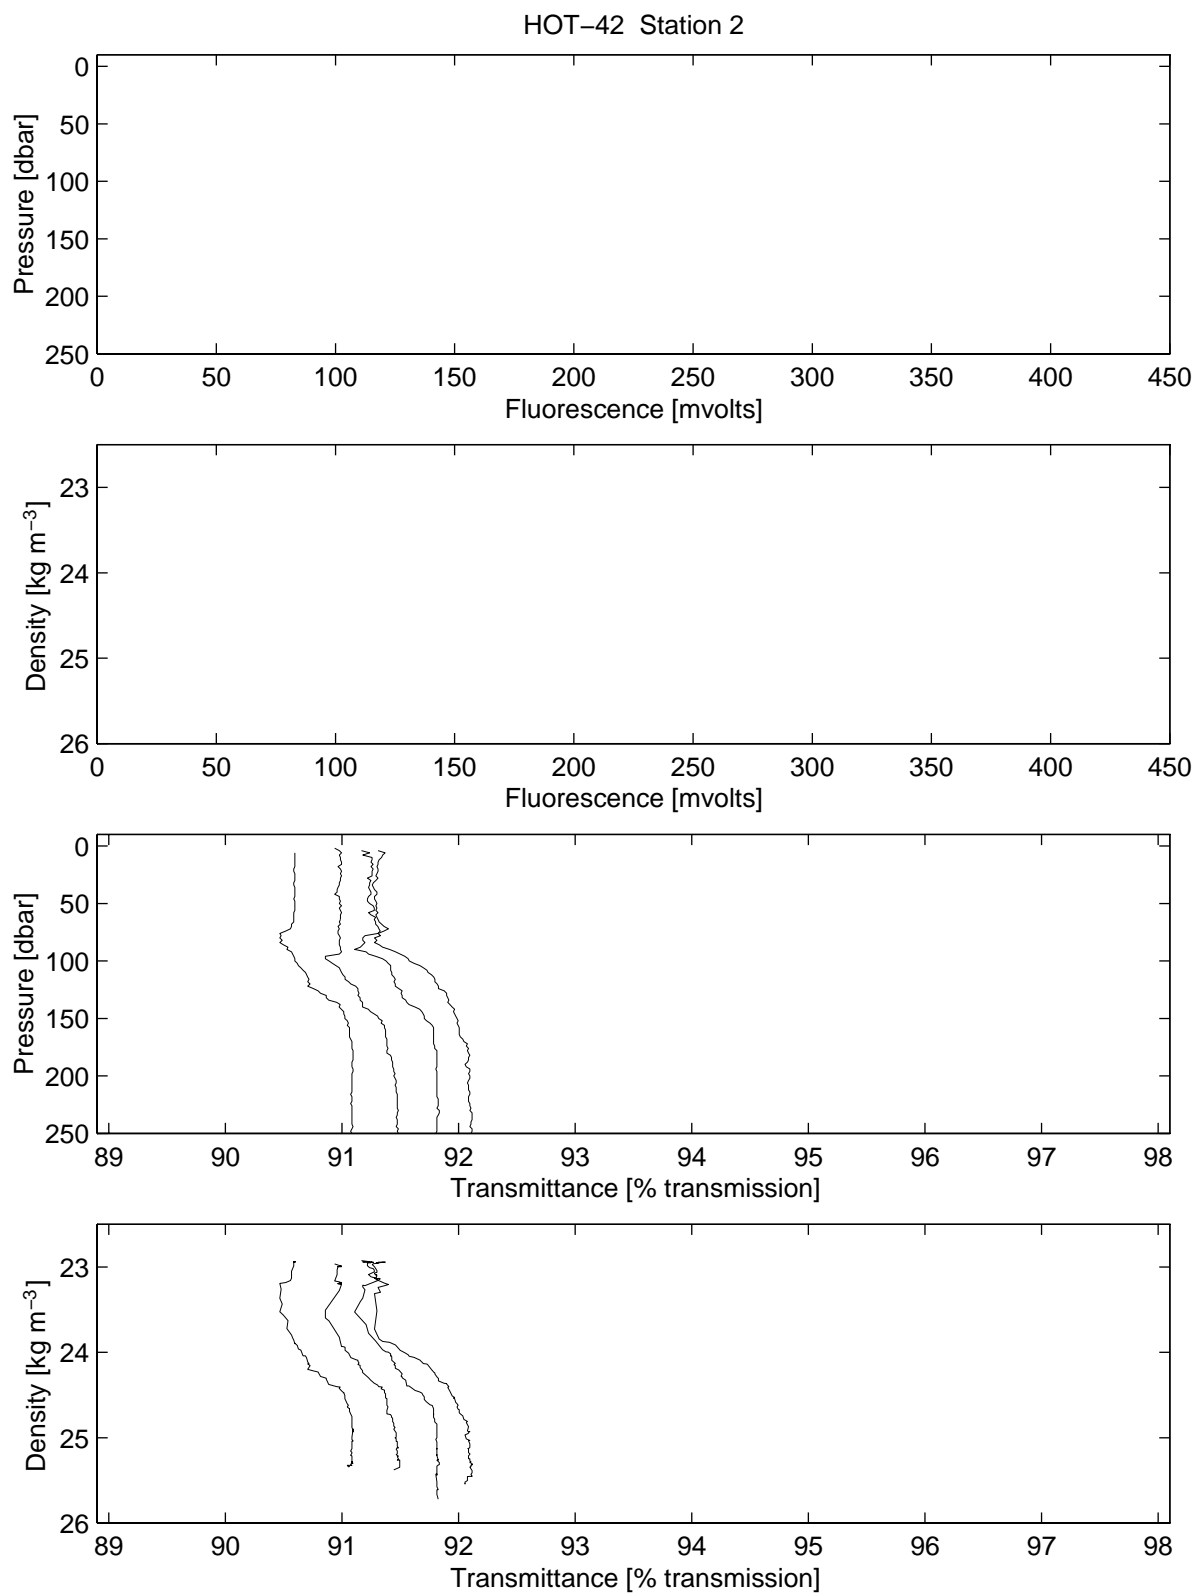 HOT−42 Station 2
0
50
100
150
200
250
Pressure [dbar]
0 50 100 150 200 250 300 350 400 450
Fluorescence [mvolts]
23
24
25
26
Density [kg m⁻³]
0 50 100 150 200 250 300 350 400 450
Fluorescence [mvolts]
0
50
100
150
200
250
Pressure [dbar]
89 90 91 92 93 94 95 96 97 98
Transmittance [% transmission]
23
24
25
26
Density [kg m⁻³]
89 90 91 92 93 94 95 96 97 98
Transmittance [% transmission]